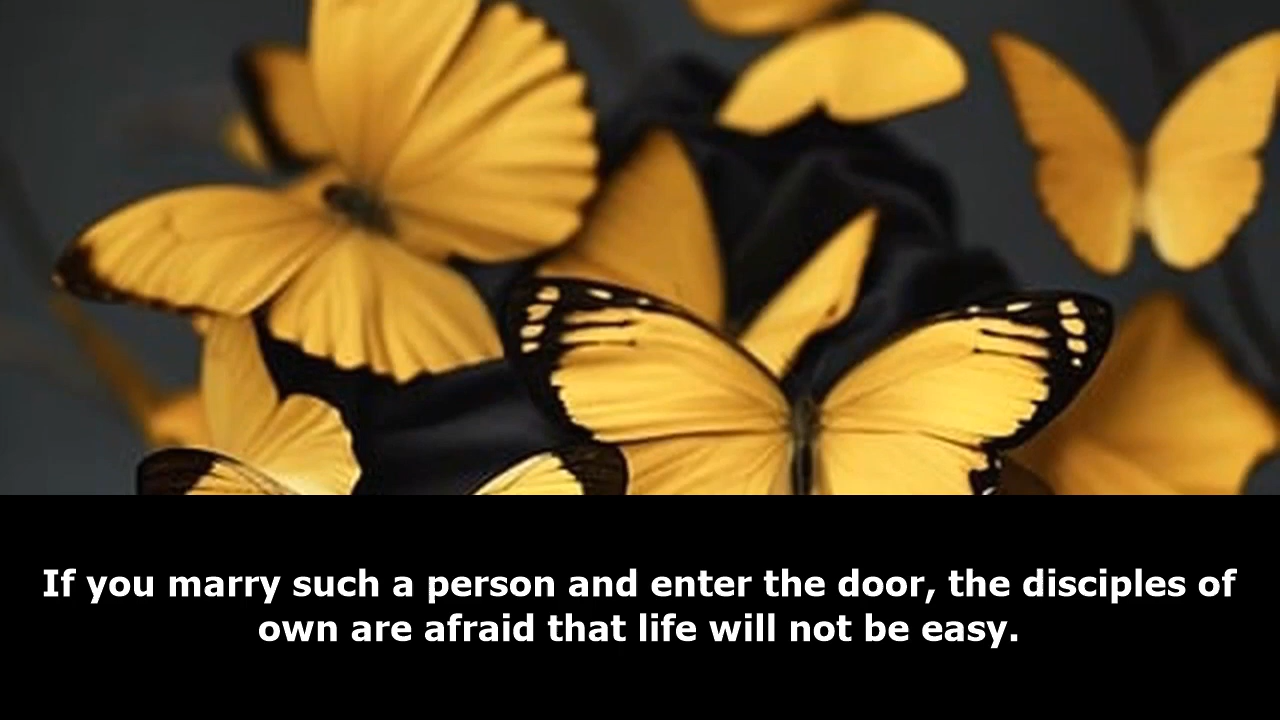 If you marry such a person and enter the door, the disciples of
own are afraid that life will not be easy.